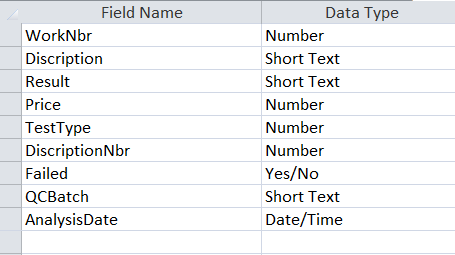 Field Name Data Type
WorkNbr Number
Discription Short Text
Result Short Text
Price Number
TestType Number
DiscriptionNbr Number
Failed Yes/No
QCBatch Short Text
AnalysisDate Date/Time